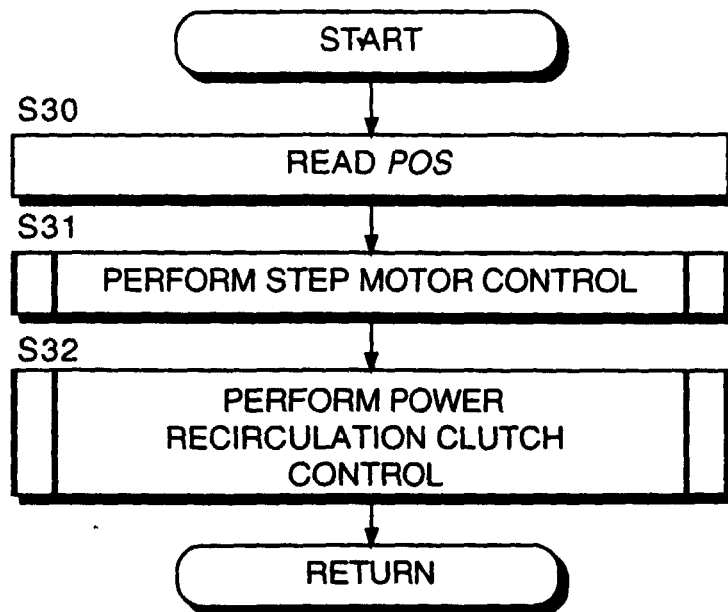 START
S30
READ POS
S31
PERFORM STEP MOTOR CONTROL
S32
PERFORM POWER
RECIRCULATION CLUTCH
CONTROL
RETURN